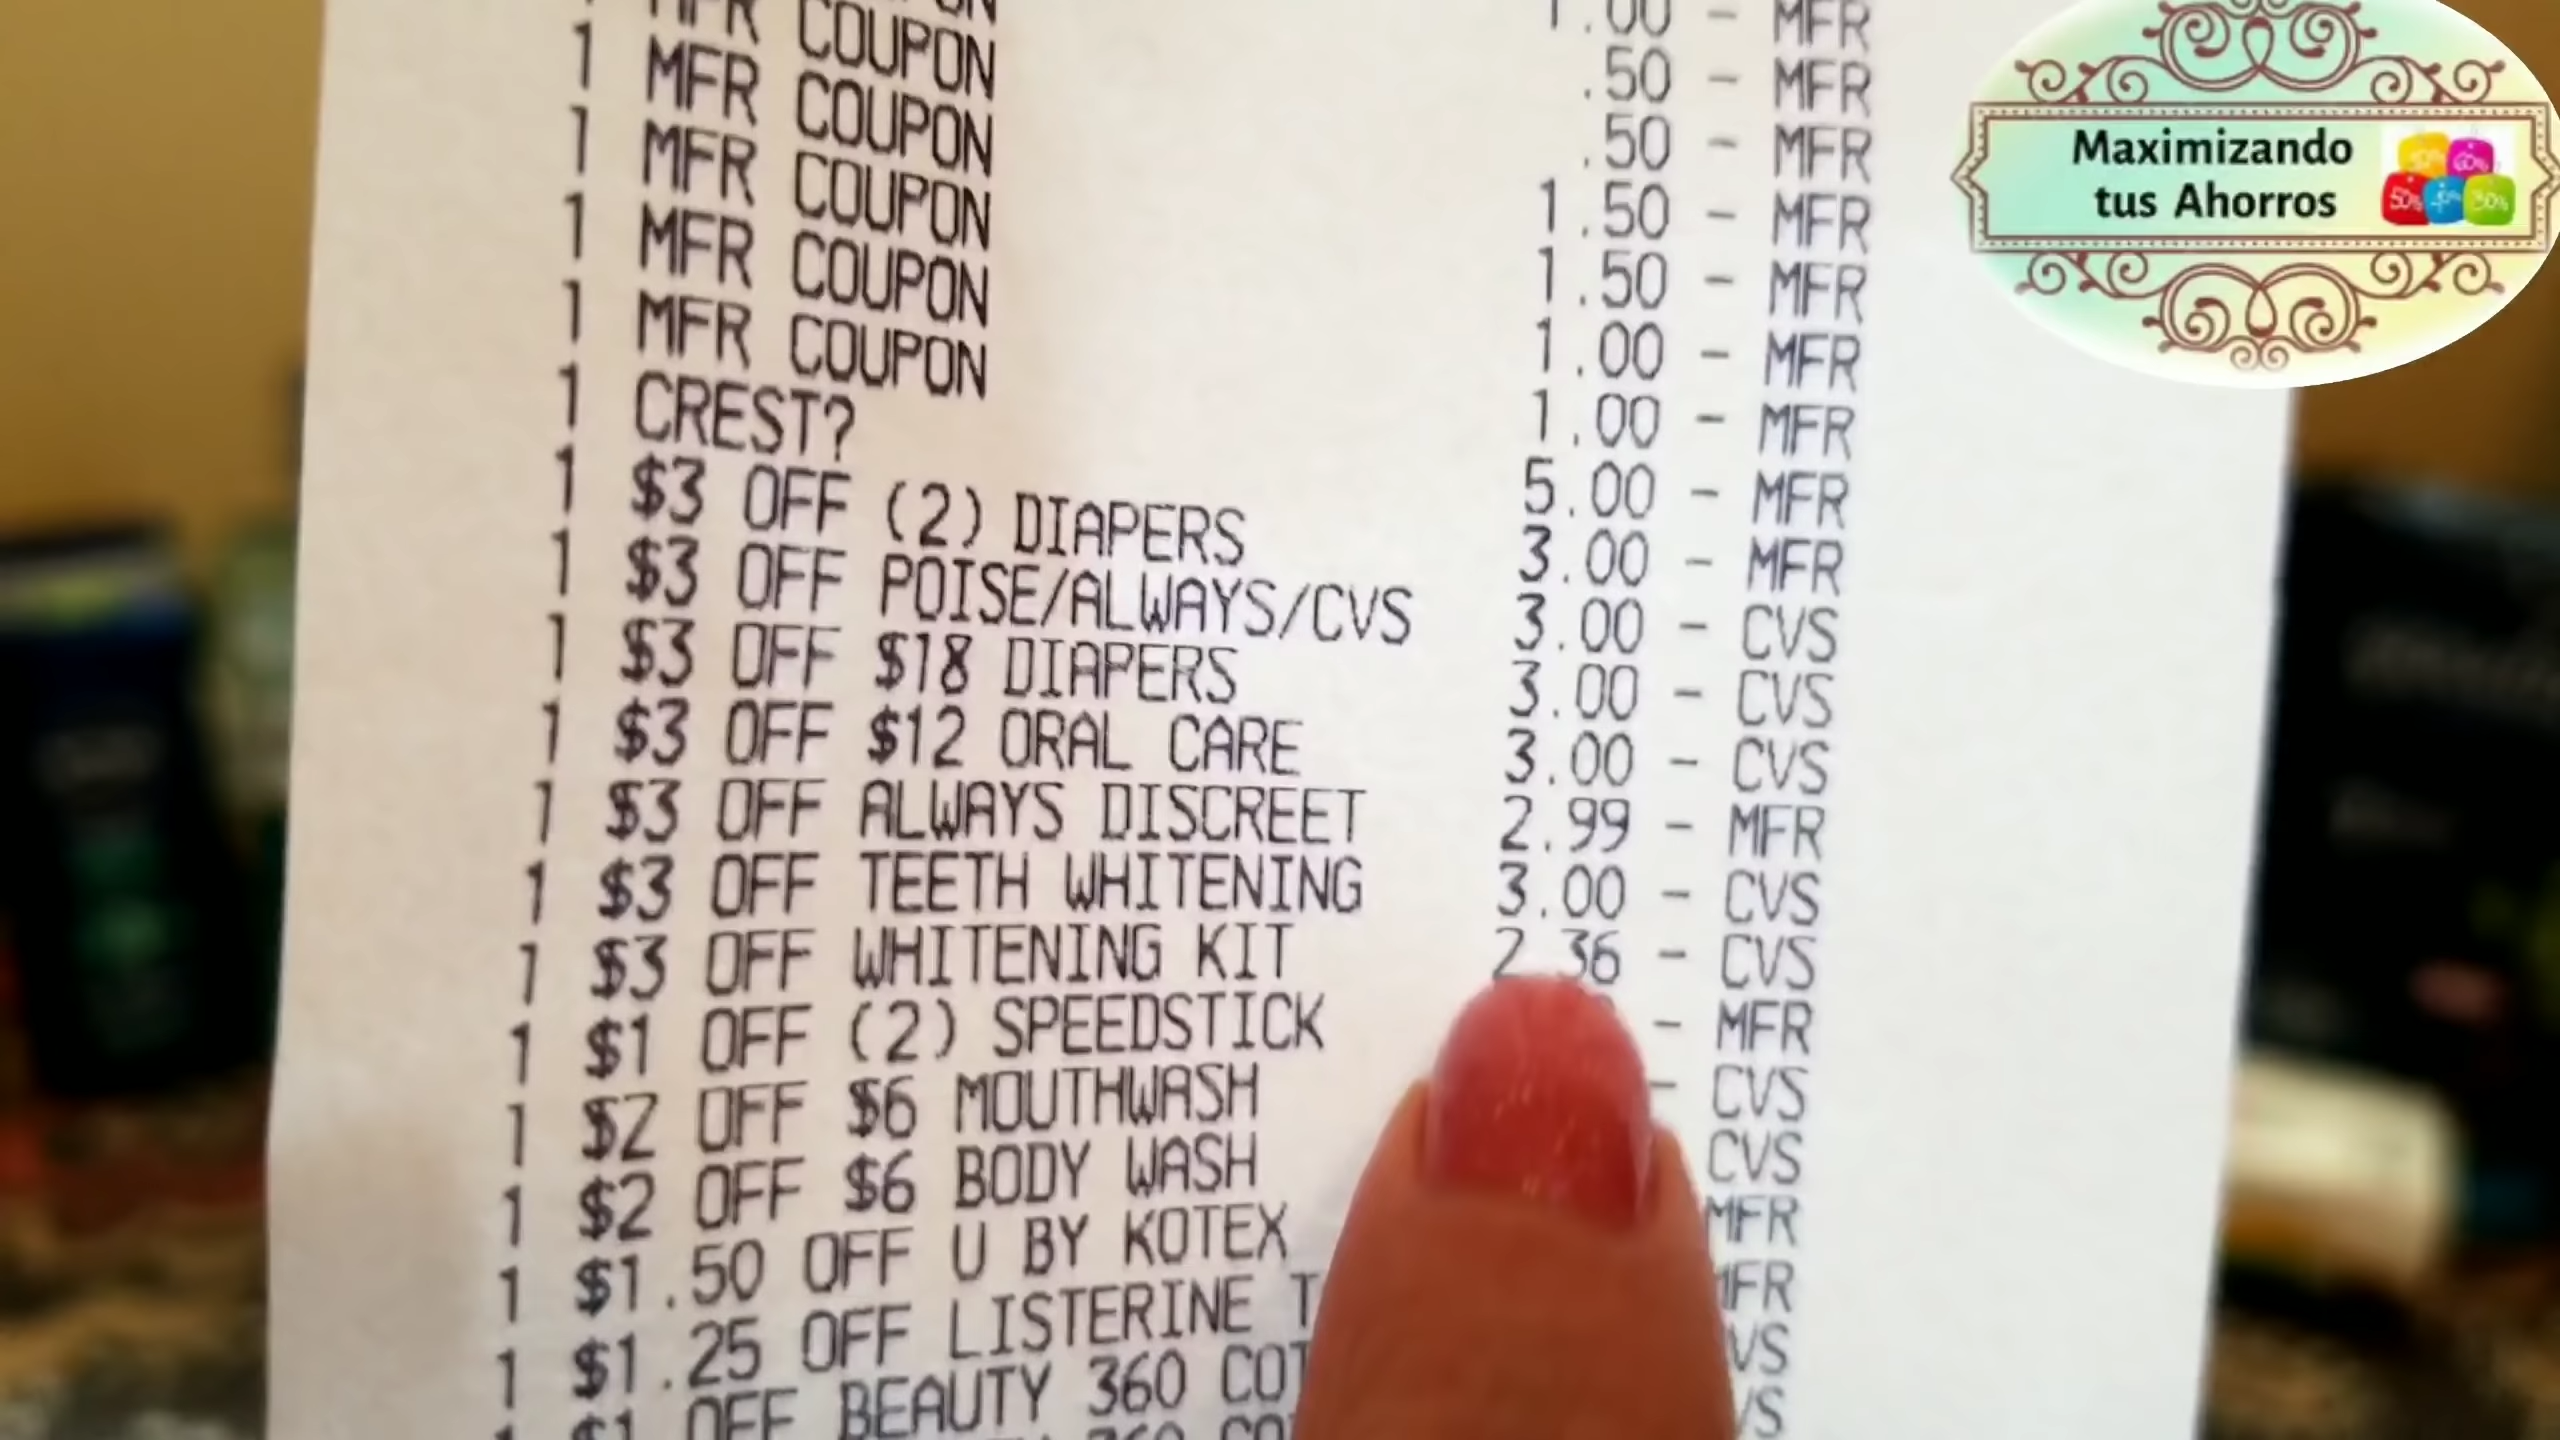 1.00 - MFR
.50 - MFR
MFR COUPON .50 - MFR
1 MFR COUPON 1.50 - MFR
1 MFR COUPON 1.50 - MFR
1 MFR COUPON 1.00 - MFR
1 MFR COUPON 1.00 - MFR
1 CREST? 5.00 - MFR
1 $3 OFF (2) DIAPERS 3.00 - MFR
1 $3 OFF POISE/ALWAYS/CVS 3.00 - CVS
1 $3 OFF $18 DIAPERS 3.00 - CVS
1 $3 OFF $12 ORAL CARE 3.00 - CVS
1 $3 OFF ALWAYS DISCREET 2.99 - MFR
1 $3 OFF TEETH WHITENING 3.00 - CVS
1 $3 OFF WHITENING KIT 2.36 - CVS
1 $1 OFF (2) SPEEDSTICK - MFR
1 $2 OFF $6 MOUTHWASH - CVS
1 $2 OFF $6 BODY WASH CVS
1 $1.50 OFF U BY KOTEX MFR
1 $1.25 OFF LISTERINE MFR
1 $1 OFF BEAUTY 360
Maximizando
tus Ahorros